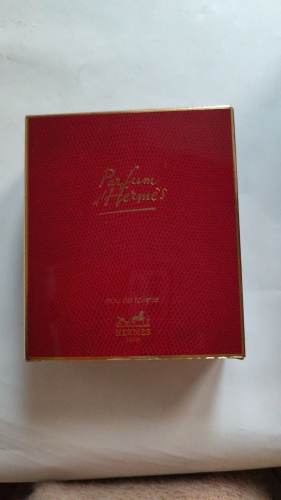 Parfum
d'Hermès
eau de toilette
HERMÈS
PARIS